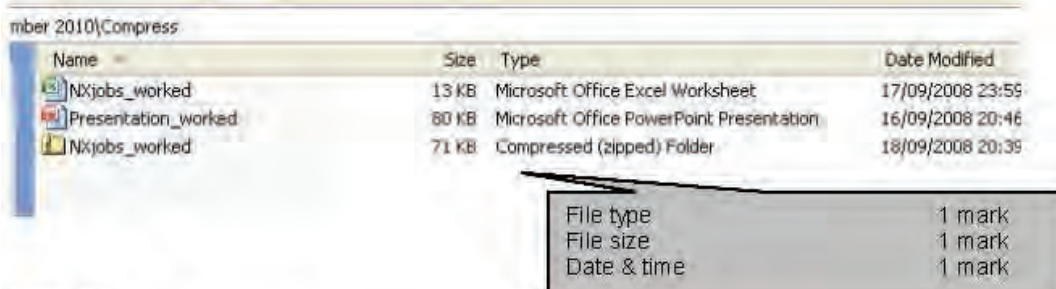 mber 2010\Compress
Name Size Type Date Modified
NXjobs_worked 13 KB Microsoft Office Excel Worksheet 17/09/2008 23:59
Presentation_worked 80 KB Microsoft Office PowerPoint Presentation 16/09/2008 20:46
NXjobs_worked 71 KB Compressed (zipped) Folder 18/09/2008 20:39
File type 1 mark
File size 1 mark
Date & time 1 mark